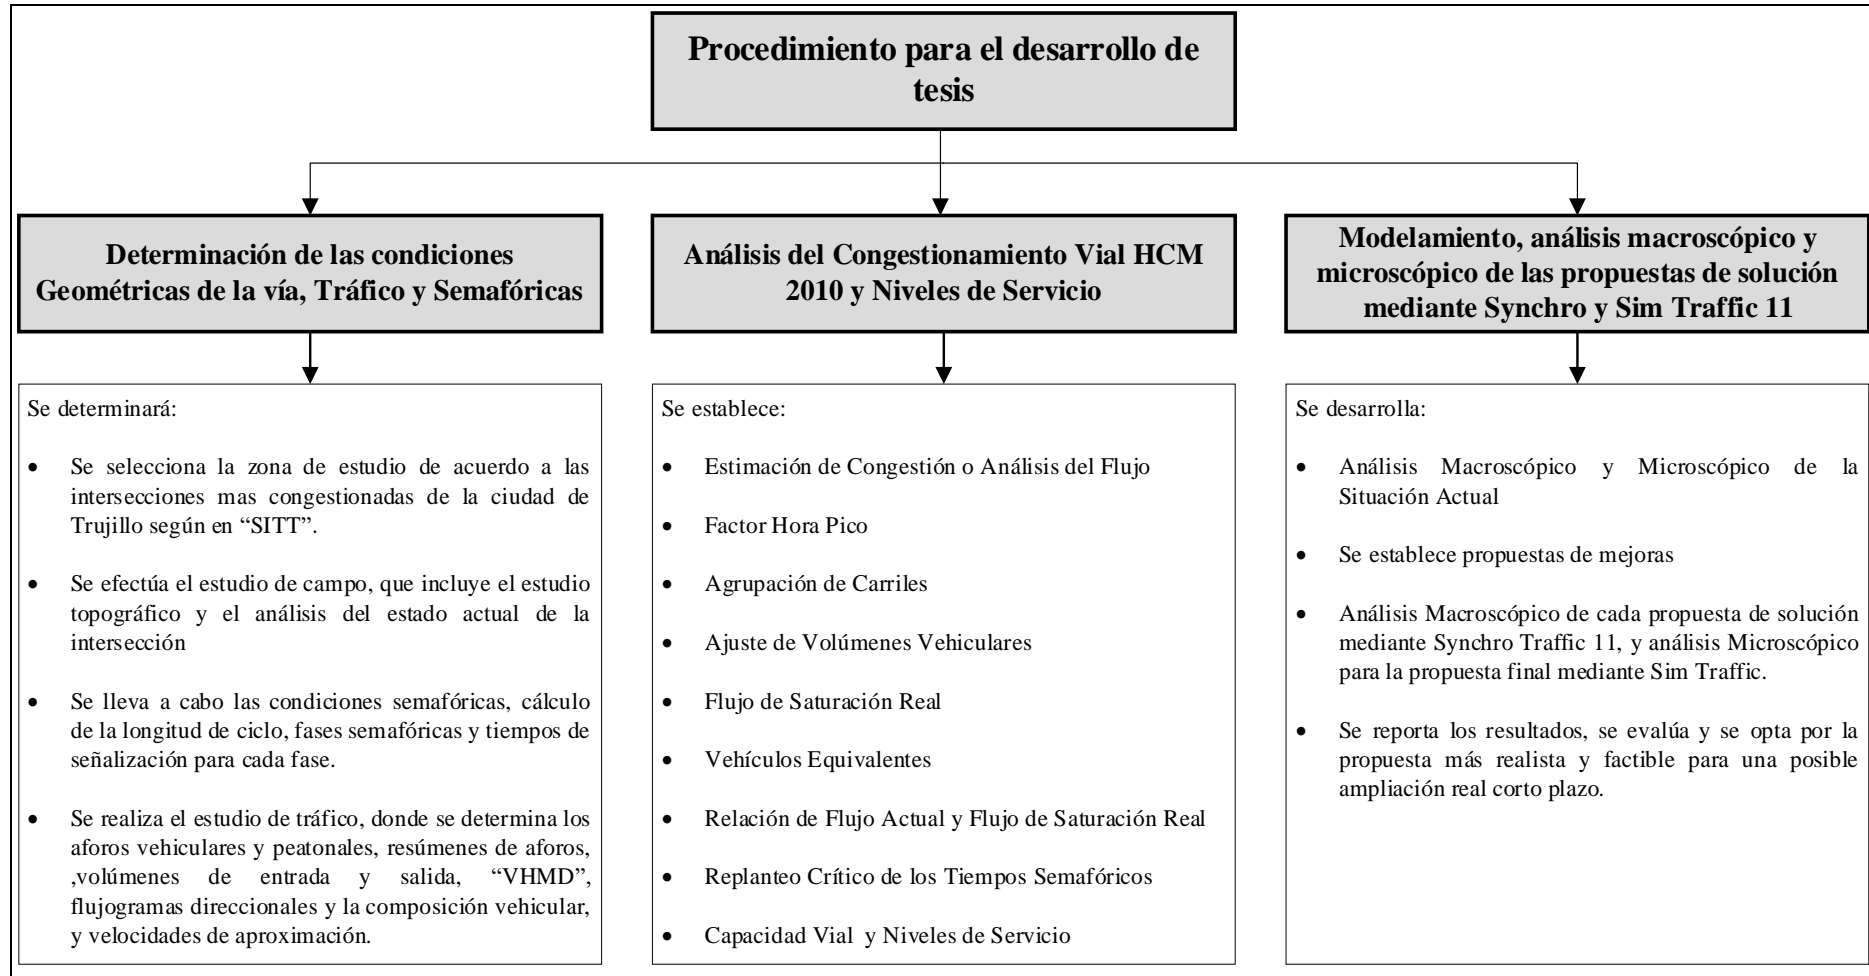 Procedimiento para el desarrollo de
tesis
Determinación de las condiciones
Geométricas de la vía, Tráfico y Semafóricas
Se determinará:
• Se selecciona la zona de estudio de acuerdo a las
intersecciones mas congestionadas de la ciudad de
Trujillo según en “SITT”.
• Se efectúa el estudio de campo, que incluye el estudio
topográfico y el análisis del estado actual de la
intersección
• Se lleva a cabo las condiciones semafóricas, cálculo
de la longitud de ciclo, fases semafóricas y tiempos de
señalización para cada fase.
• Se realiza el estudio de tráfico, donde se determina los
aforos vehiculares y peatonales, resúmenes de aforos,
,volúmenes de entrada y salida, “VHMD”,
flujogramas direccionales y la composición vehicular,
y velocidades de aproximación.
Análisis del Congestionamiento Vial HCM
2010 y Niveles de Servicio
Se establece:
• Estimación de Congestión o Análisis del Flujo
• Factor Hora Pico
• Agrupación de Carriles
• Ajuste de Volúmenes Vehiculares
• Flujo de Saturación Real
• Vehículos Equivalentes
• Relación de Flujo Actual y Flujo de Saturación Real
• Replanteo Crítico de los Tiempos Semafóricos
• Capacidad Vial y Niveles de Servicio
Modelamiento, análisis macroscópico y
microscópico de las propuestas de solución
mediante Synchro y Sim Traffic 11
Se desarrolla:
• Análisis Macroscópico y Microscópico de la
Situación Actual
• Se establece propuestas de mejoras
• Análisis Macroscópico de cada propuesta de solución
mediante Synchro Traffic 11, y análisis Microscópico
para la propuesta final mediante Sim Traffic.
• Se reporta los resultados, se evalúa y se opta por la
propuesta más realista y factible para una posible
ampliación real corto plazo.